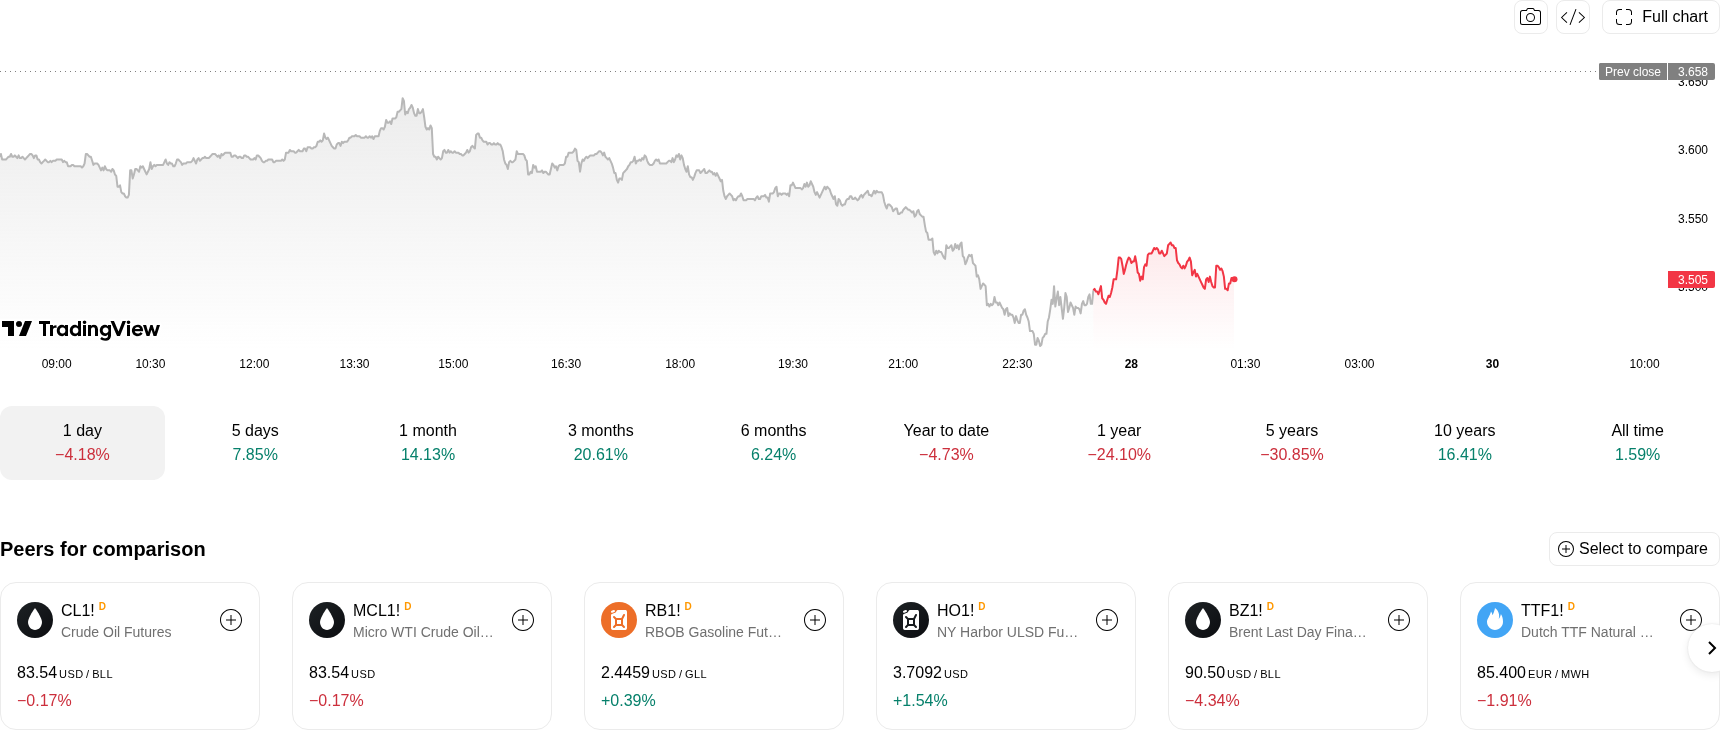 Full chart
Prev close 3.658
3.650
3.600
3.550
3.505
3.500
TradingView
09:00 10:30 12:00 13:30 15:00 16:30 18:00 19:30 21:00 22:30 28 01:30 03:00 30 10:00
1 day 5 days 1 month 3 months 6 months Year to date 1 year 5 years 10 years All time
−4.18% 7.85% 14.13% 20.61% 6.24% −4.73% −24.10% −30.85% 16.41% 1.59%
Peers for comparison
Select to compare
CL1! D
Crude Oil Futures
83.54 USD / BLL
−0.17%
MCL1! D
Micro WTI Crude Oil…
83.54 USD
−0.17%
RB1! D
RBOB Gasoline Fut…
2.4459 USD / GLL
+0.39%
HO1! D
NY Harbor ULSD Fu…
3.7092 USD
+1.54%
BZ1! D
Brent Last Day Fina…
90.50 USD / BLL
−4.34%
TTF1! D
Dutch TTF Natural …
85.400 EUR / MWH
−1.91%